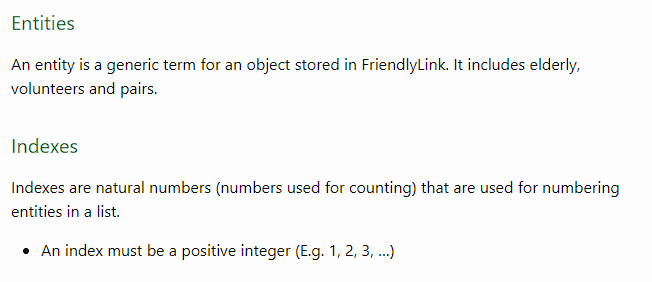 Entities
An entity is a generic term for an object stored in FriendlyLink. It includes elderly,
volunteers and pairs.
Indexes
Indexes are natural numbers (numbers used for counting) that are used for numbering
entities in a list.
• An index must be a positive integer (E.g. 1, 2, 3, ...)